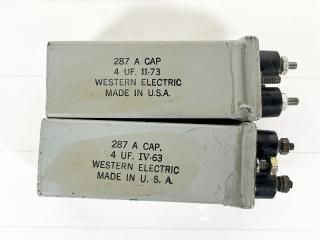 287 A CAP
4 UF. II-73
WESTERN ELECTRIC
MADE IN U.S.A.
287 A CAP.
4 UF. IV-63
WESTERN ELECTRIC
MADE IN U. S. A.